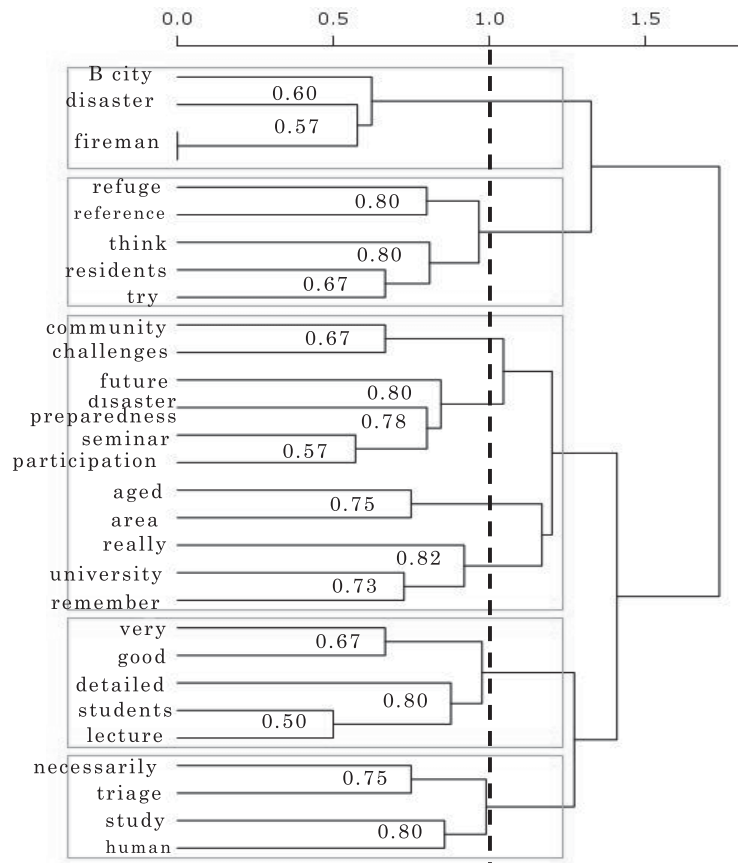 0.0 0.5 1.0 1.5
B city
0.60
disaster
0.57
fireman
refuge
0.80
reference
think
0.80
residents
0.67
try
community
0.67
challenges
future
0.80
disaster
preparedness
0.78
seminar
0.57
participation
aged
0.75
area
really
0.82
university
0.73
remember
very
0.67
good
detailed
0.80
students
0.50
lecture
necessarily
0.75
triage
study
0.80
human